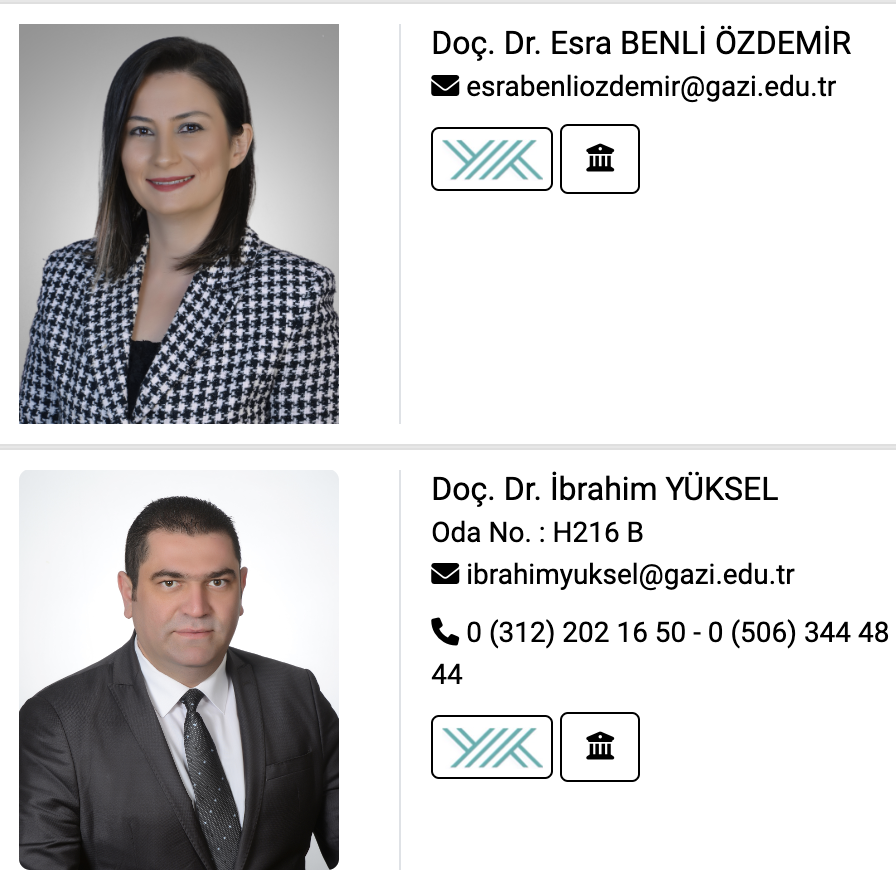 Doç. Dr. Esra BENLİ ÖZDEMİR
esrabenliozdemir@gazi.edu.tr
Doç. Dr. İbrahim YÜKSEL
Oda No. : H216 B
ibrahimyuksel@gazi.edu.tr
0 (312) 202 16 50 - 0 (506) 344 48
44